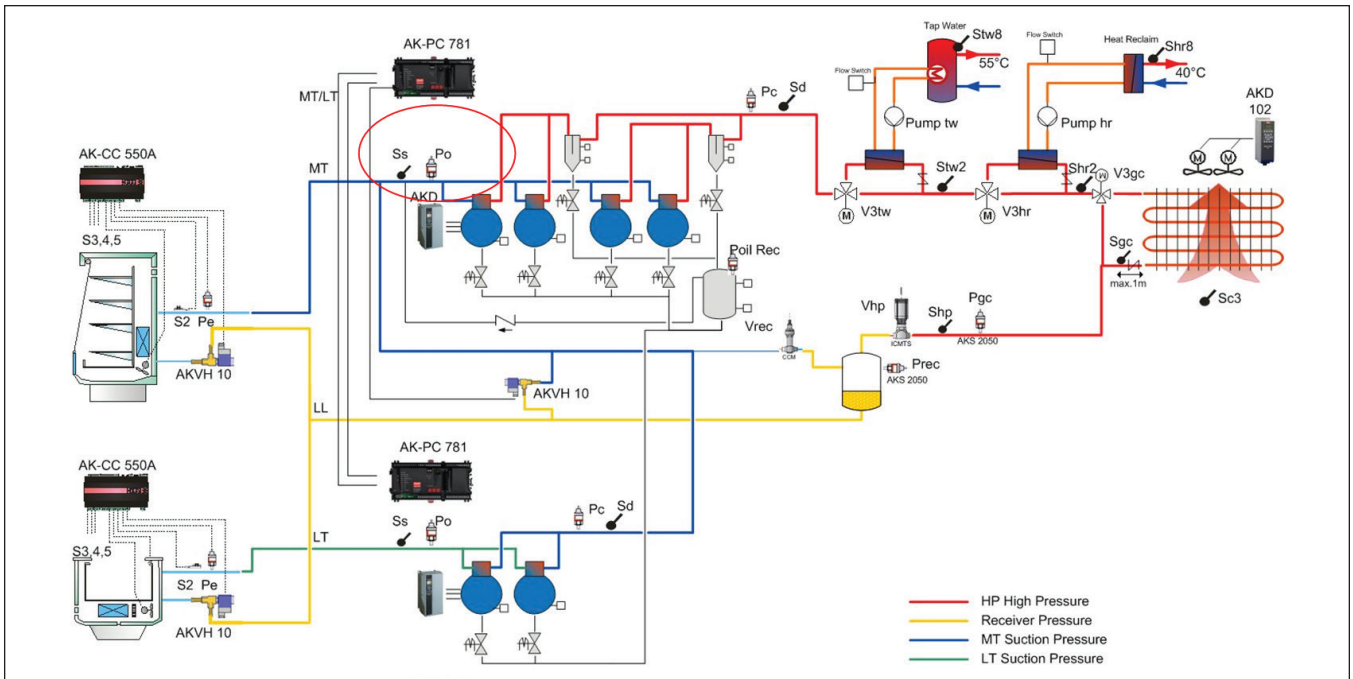 AK-PC 781
Tap Water
Stw8
Flow Switch
55°C
Flow Switch
Heat Reclaim
Shr8
40°C
AKD
102
MT/LT
Pc
Sd
Pump tw
Pump hr
AK-CC 550A
MT
Ss
Po
Stw2
Shr2
M
V3gc
M
M
AKD
M
V3tw
M
V3hr
S3,4,5
Sgc
max.1m
Poil Rec
Sc3
S2
Pe
Vrec
Vhp
Shp
Pgc
ICMTS
AKS 2050
CCM
AKVH 10
Prec
AKS 2050
AKVH 10
LL
AK-PC 781
AK-CC 550A
Pc
Sd
Ss
Po
LT
S3,4,5
S2
Pe
AKVH 10
HP High Pressure
Receiver Pressure
MT Suction Pressure
LT Suction Pressure